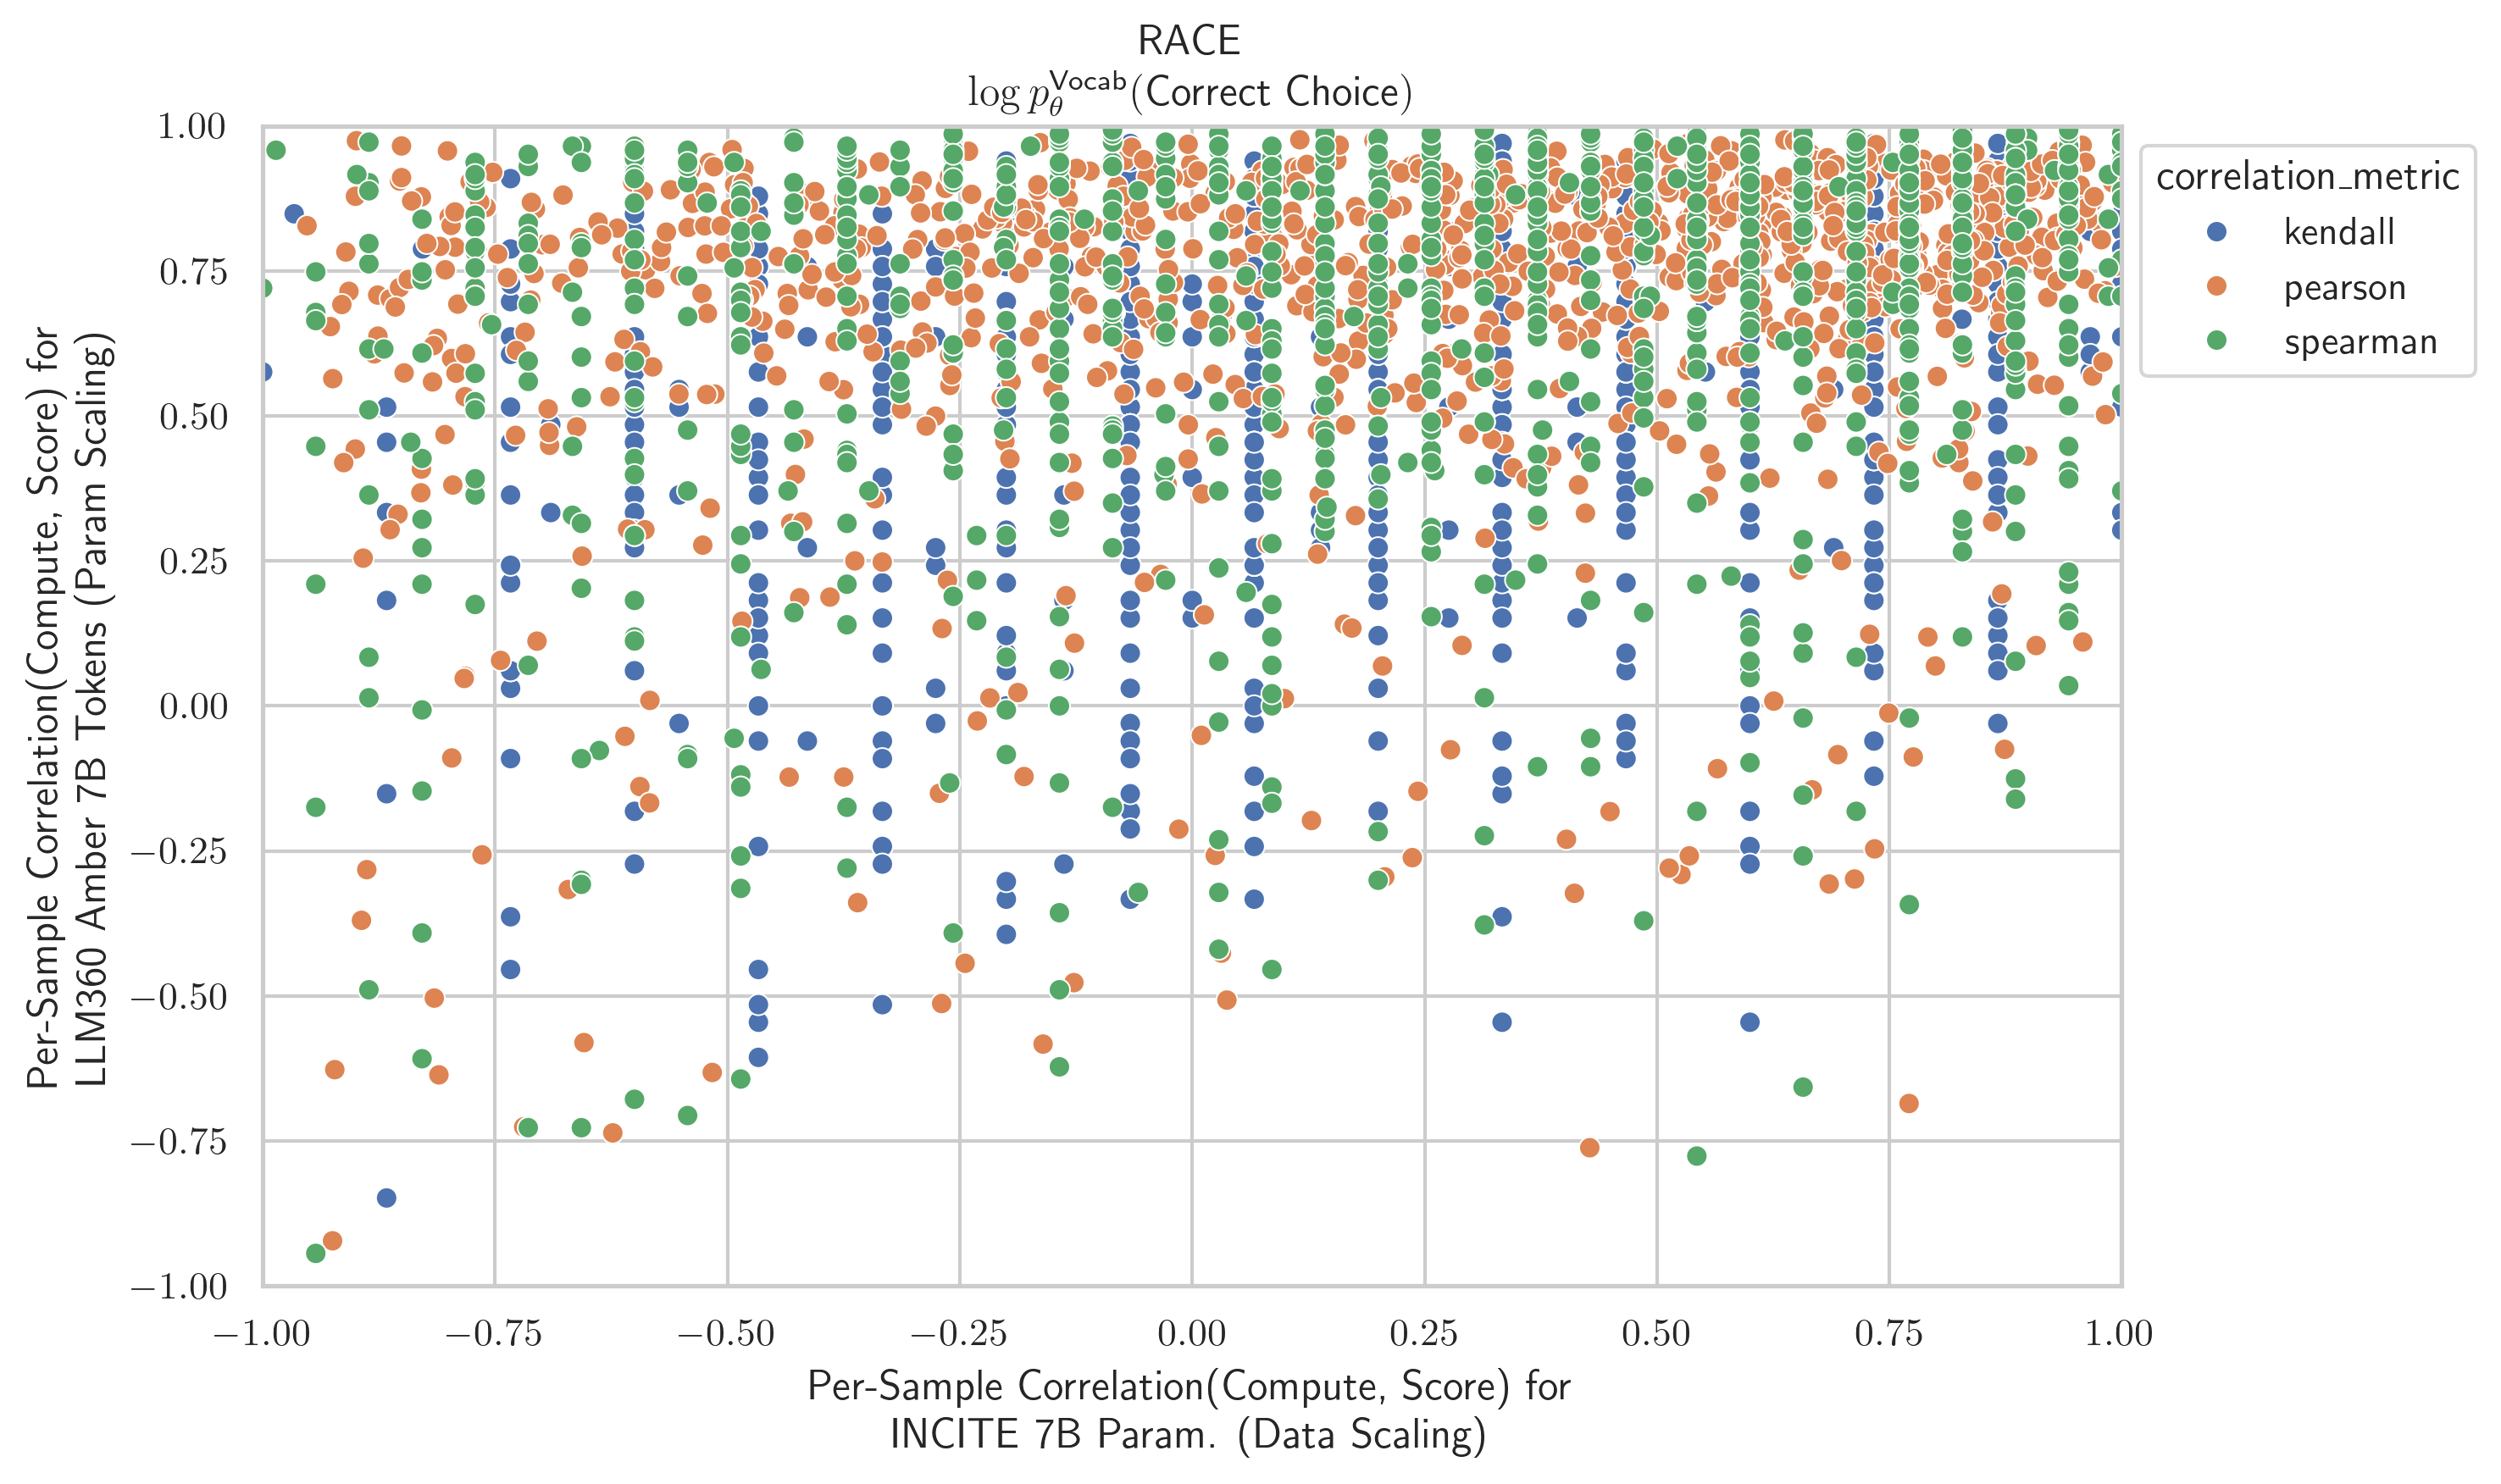 RACE
log p_θ^Vocab(Correct Choice)
correlation_metric
kendall
pearson
spearman
Per-Sample Correlation(Compute, Score) for
LLM360 Amber 7B Tokens (Param Scaling)
1.00
0.75
0.50
0.25
0.00
−0.25
−0.50
−0.75
−1.00
−1.00 −0.75 −0.50 −0.25 0.00 0.25 0.50 0.75 1.00
Per-Sample Correlation(Compute, Score) for
INCITE 7B Param. (Data Scaling)